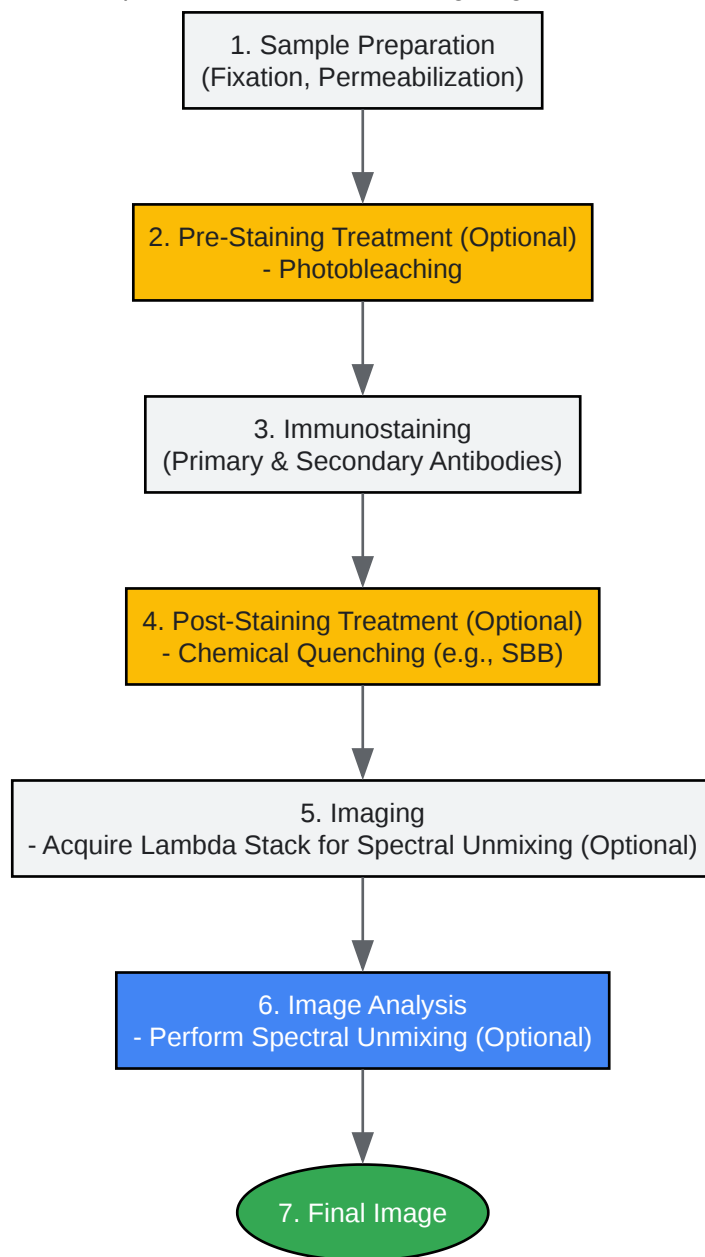 1. Sample Preparation
(Fixation, Permeabilization)
2. Pre-Staining Treatment (Optional)
- Photobleaching
3. Immunostaining
(Primary & Secondary Antibodies)
4. Post-Staining Treatment (Optional)
- Chemical Quenching (e.g., SBB)
5. Imaging
- Acquire Lambda Stack for Spectral Unmixing (Optional)
6. Image Analysis
- Perform Spectral Unmixing (Optional)
7. Final Image